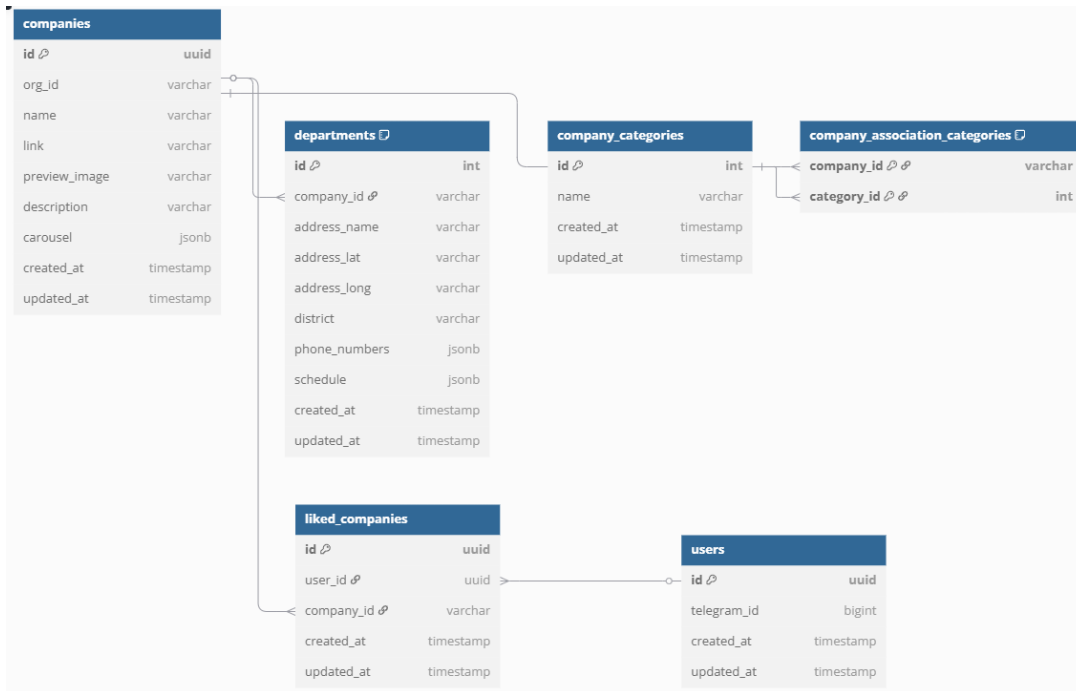 companies
id uuid
org_id varchar
name varchar
link varchar
preview_image varchar
description varchar
carousel jsonb
created_at timestamp
updated_at timestamp
departments
id int
company_id varchar
address_name varchar
address_lat varchar
address_long varchar
district varchar
phone_numbers jsonb
schedule jsonb
created_at timestamp
updated_at timestamp
company_categories
id int
name varchar
created_at timestamp
updated_at timestamp
company_association_categories
company_id varchar
category_id int
liked_companies
id uuid
user_id uuid
company_id varchar
created_at timestamp
updated_at timestamp
users
id uuid
telegram_id bigint
created_at timestamp
updated_at timestamp